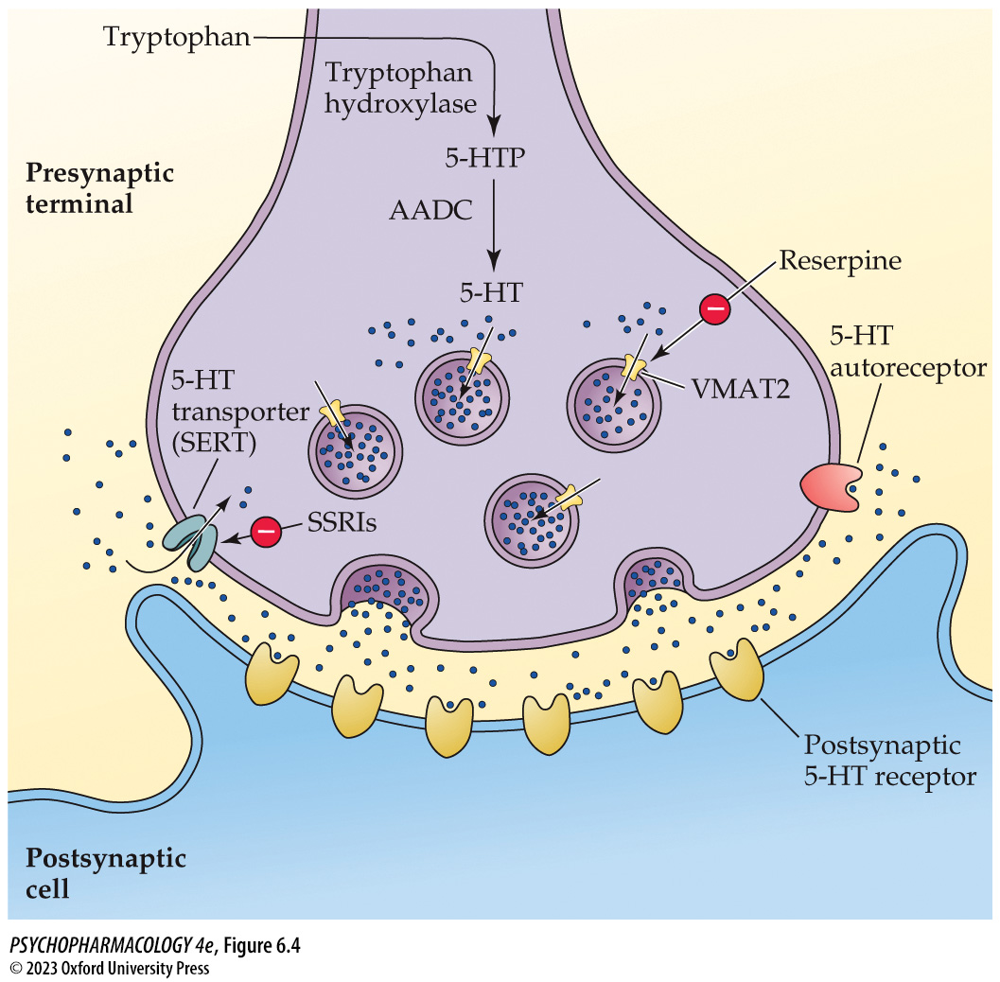 Tryptophan
Tryptophan
hydroxylase
5-HTP
Presynaptic
terminal
AADC
Reserpine
5-HT
5-HT
autoreceptor
5-HT
transporter
(SERT)
VMAT2
SSRIs
Postsynaptic
5-HT receptor
Postsynaptic
cell
PSYCHOPHARMACOLOGY 4e, Figure 6.4
© 2023 Oxford University Press